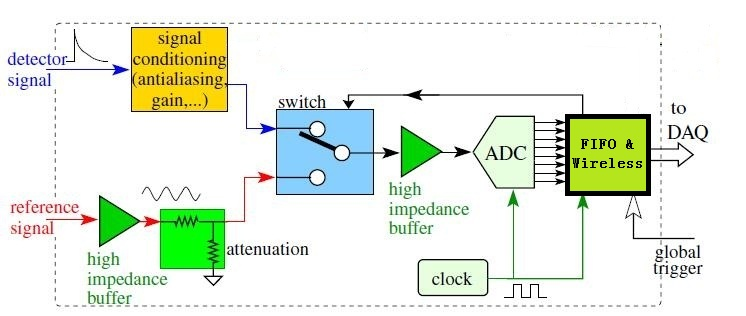 detector
signal
signal
conditioning
(antialiasing,
gain,...)
switch
high
impedance
buffer
ADC
FIFO &
Wireless
to
DAQ
reference
signal
high
impedance
buffer
attenuation
clock
global
trigger